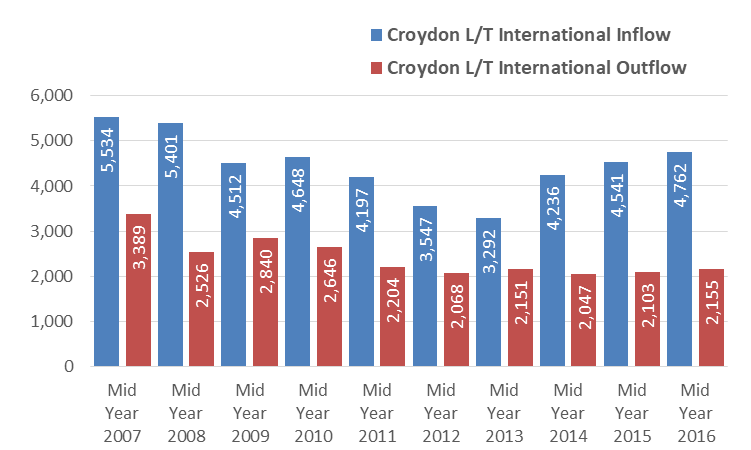 Croydon L/T International Inflow
Croydon L/T International Outflow
6,000
5,000
4,000
3,000
2,000
1,000
0
5,534
3,389
5,401
2,526
4,512
2,840
4,648
2,646
4,197
2,204
3,547
2,068
3,292
2,151
4,236
2,047
4,541
2,103
4,762
2,155
Mid
Year
2007
Mid
Year
2008
Mid
Year
2009
Mid
Year
2010
Mid
Year
2011
Mid
Year
2012
Mid
Year
2013
Mid
Year
2014
Mid
Year
2015
Mid
Year
2016